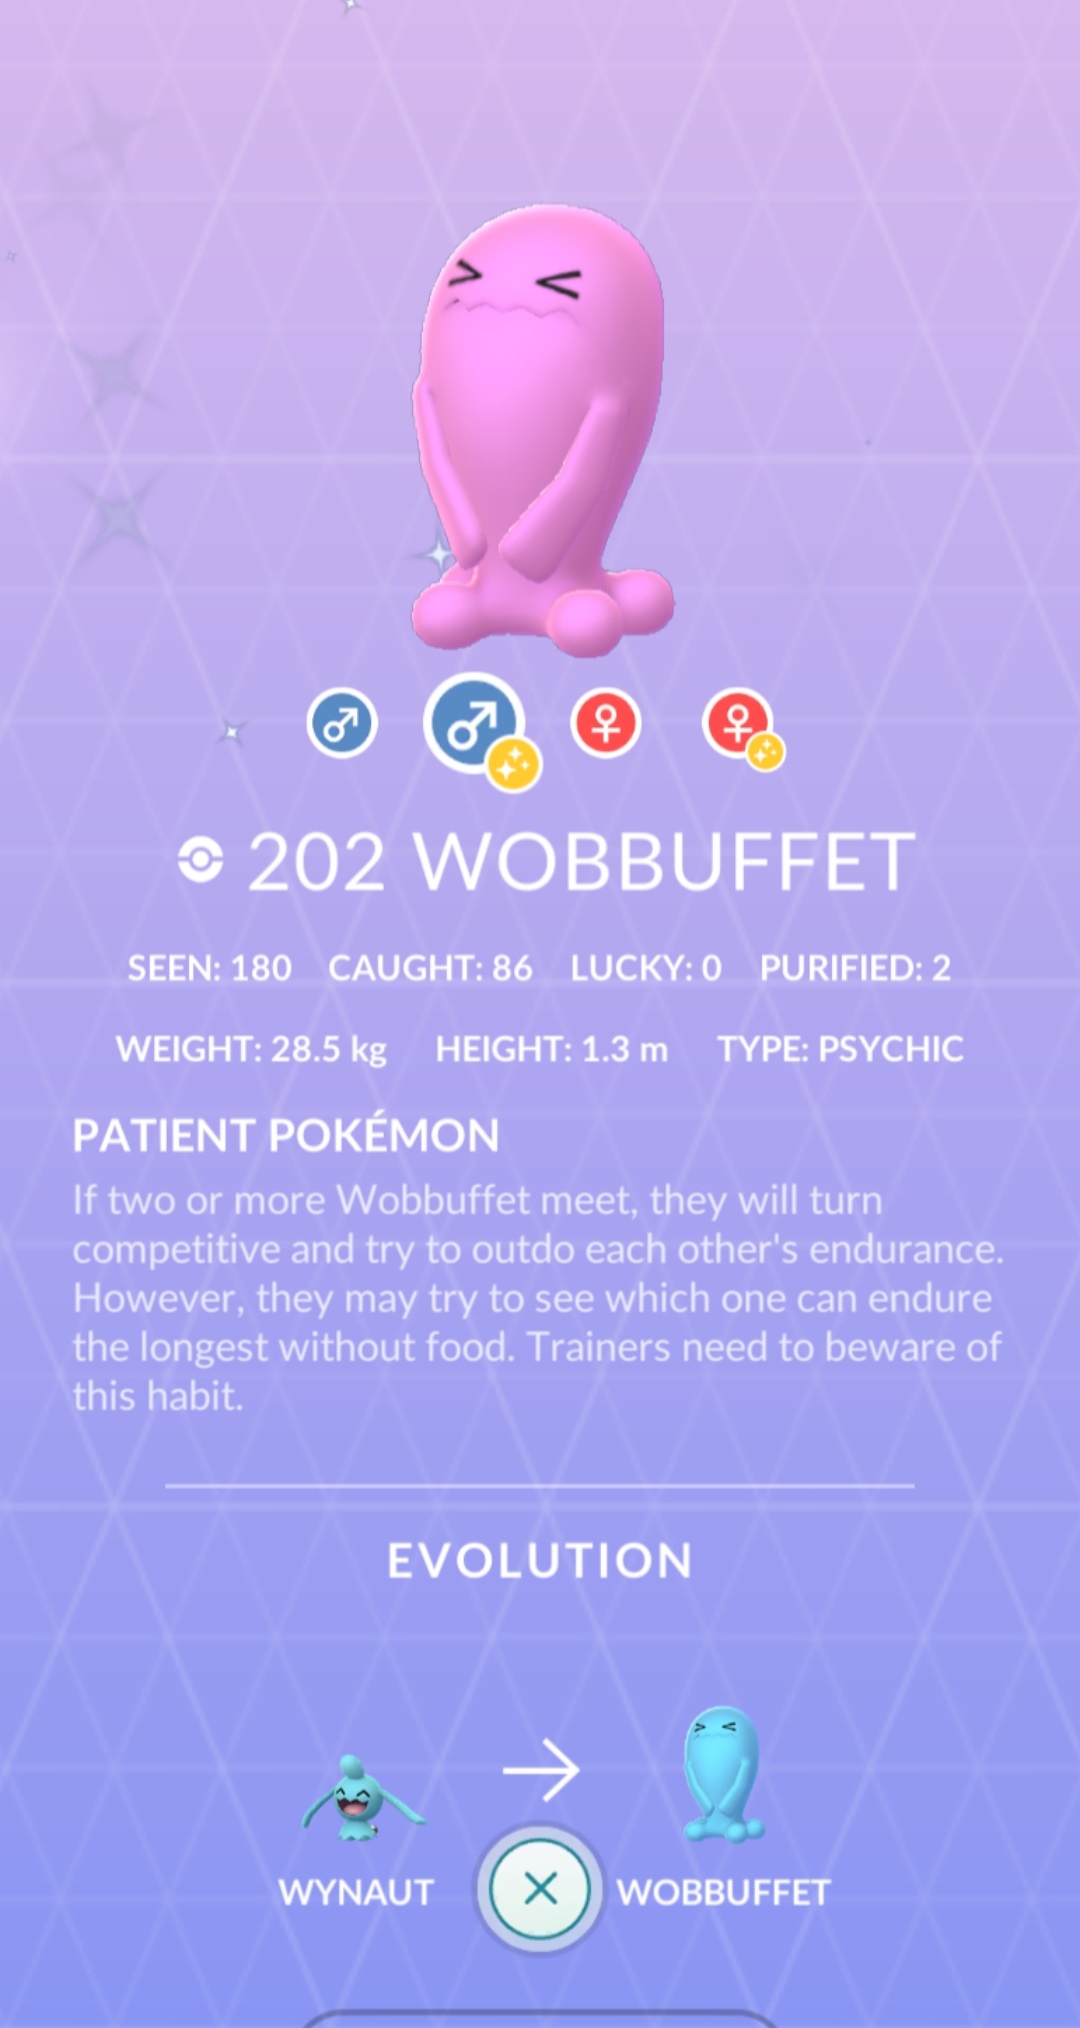 202 WOBBUFFET
SEEN: 180 CAUGHT: 86 LUCKY: 0 PURIFIED: 2
WEIGHT: 28.5 kg HEIGHT: 1.3 m TYPE: PSYCHIC
PATIENT POKÉMON
If two or more Wobbuffet meet, they will turn
competitive and try to outdo each other's endurance.
However, they may try to see which one can endure
the longest without food. Trainers need to beware of
this habit.
EVOLUTION
WYNAUT WOBBUFFET